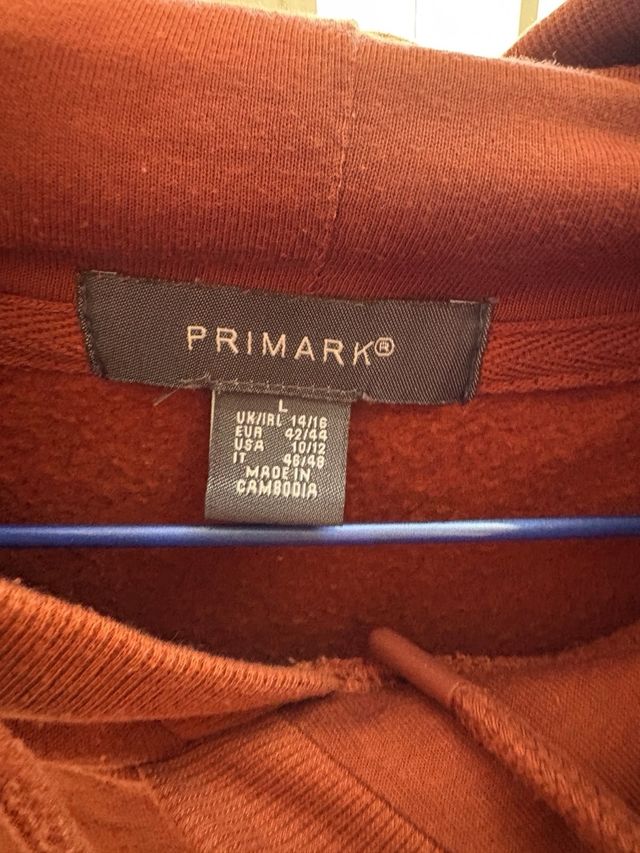 PRIMARK®
L
UK/IRL 14/16
EUR 42/44
USA 10/12
IT 46/48
MADE IN
CAMBODIA